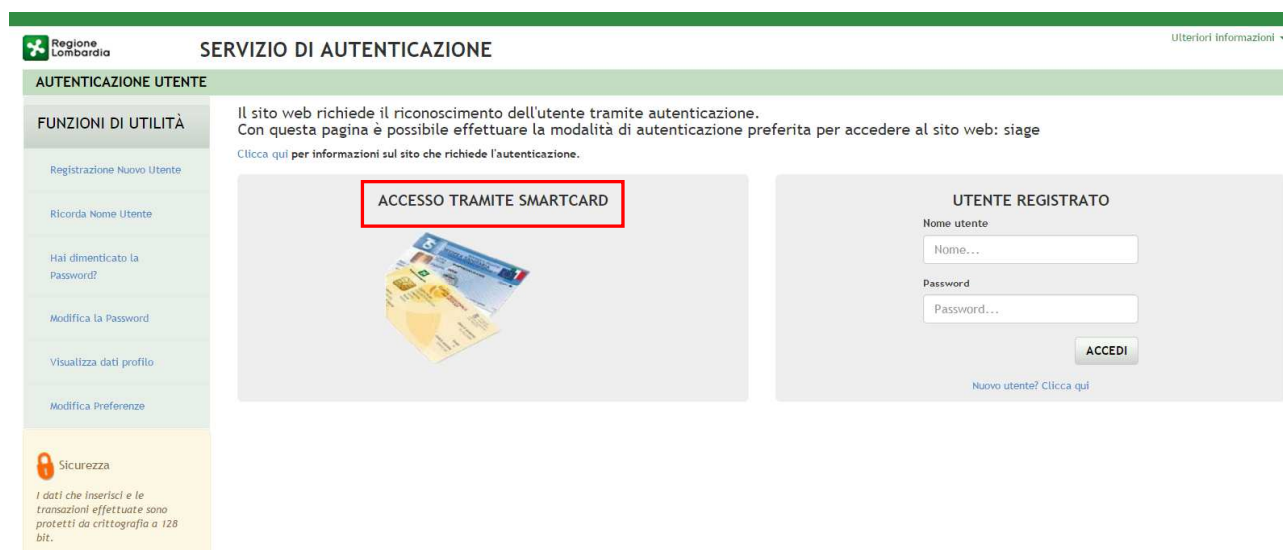 Regione
Lombardia
SERVIZIO DI AUTENTICAZIONE
Ulteriori informazioni
AUTENTICAZIONE UTENTE
FUNZIONI DI UTILITÀ
Registrazione Nuovo Utente
Ricorda Nome Utente
Hai dimenticato la
Password?
Modifica la Password
Visualizza dati profilo
Modifica Preferenze
Sicurezza
I dati che inserisci e le
transazioni effettuate sono
protetti da crittografia a 128
bit.
Il sito web richiede il riconoscimento dell'utente tramite autenticazione.
Con questa pagina è possibile effettuare la modalità di autenticazione preferita per accedere al sito web: siage
Clicca qui per informazioni sul sito che richiede l'autenticazione.
ACCESSO TRAMITE SMARTCARD
UTENTE REGISTRATO
Nome utente
Nome...
Password
Password...
ACCEDI
Nuovo utente? Clicca qui